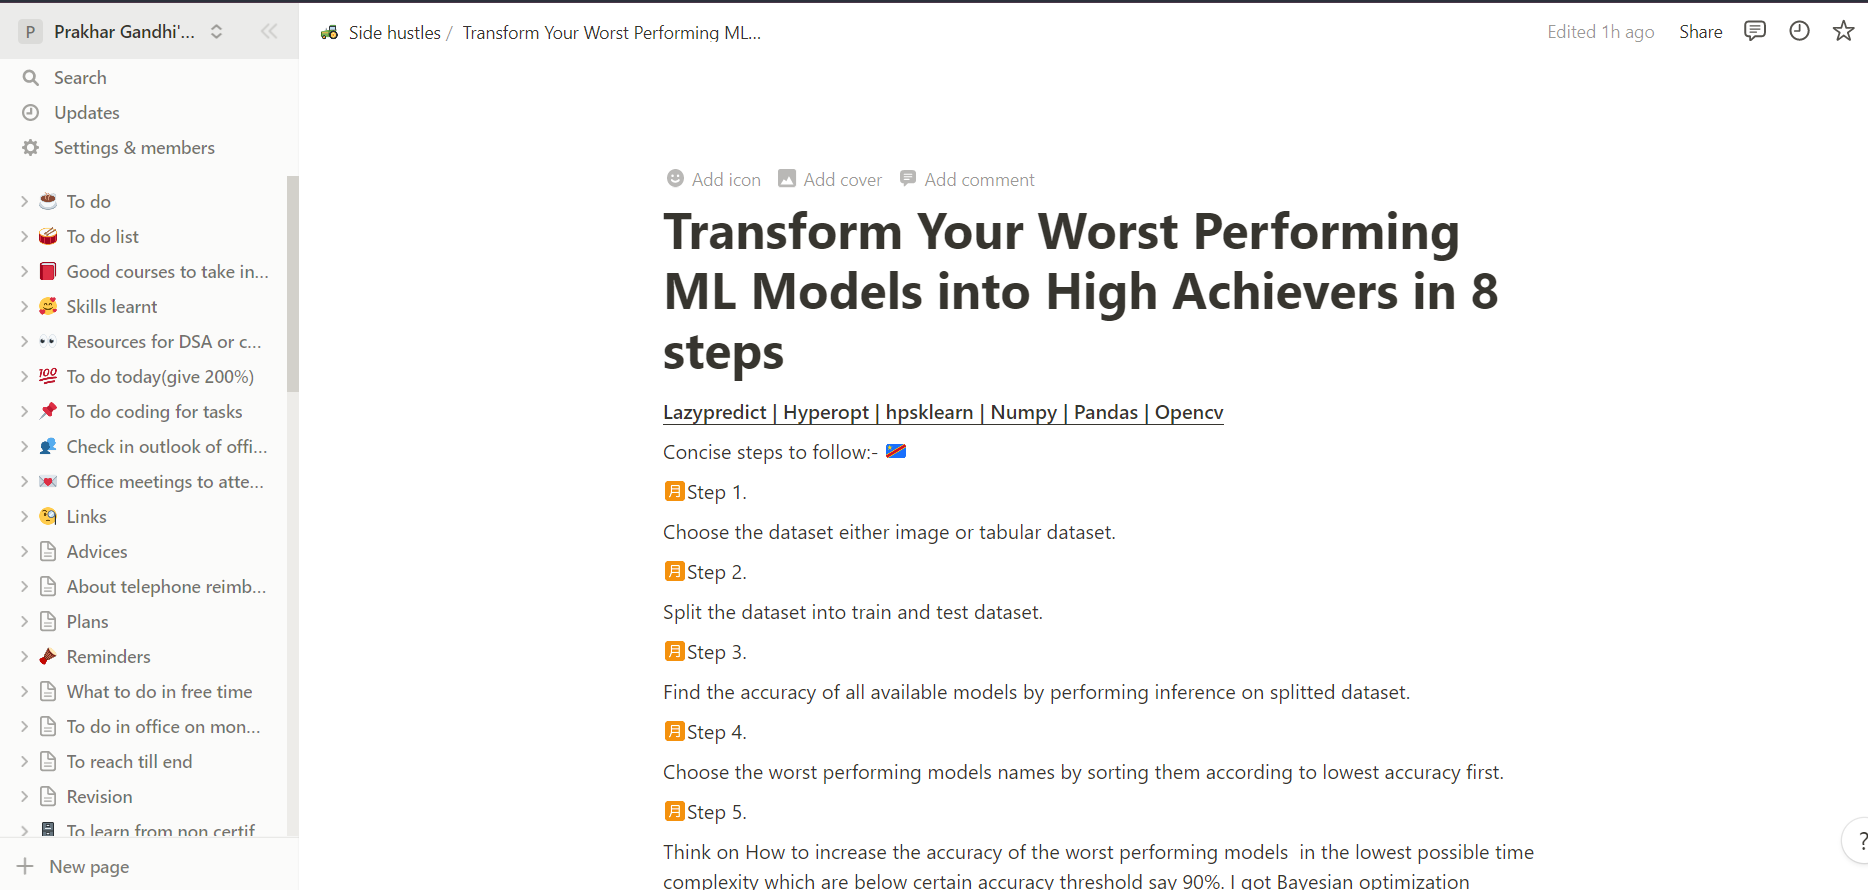 P Prakhar Gandhi'...
Search
Updates
Settings & members
To do
To do list
Good courses to take in...
Skills learnt
Resources for DSA or c...
To do today(give 200%)
To do coding for tasks
Check in outlook of offi...
Office meetings to atte...
Links
Advices
About telephone reimb...
Plans
Reminders
What to do in free time
To do in office on mon...
To reach till end
Revision
To learn from non certif
New page
Side hustles / Transform Your Worst Performing ML...
Edited 1h ago Share
Add icon Add cover Add comment
Transform Your Worst Performing
ML Models into High Achievers in 8
steps
Lazypredict | Hyperopt | hpsklearn | Numpy | Pandas | Opencv
Concise steps to follow:- 🇨🇩
🈷️Step 1.
Choose the dataset either image or tabular dataset.
🈷️Step 2.
Split the dataset into train and test dataset.
🈷️Step 3.
Find the accuracy of all available models by performing inference on splitted dataset.
🈷️Step 4.
Choose the worst performing models names by sorting them according to lowest accuracy first.
🈷️Step 5.
Think on How to increase the accuracy of the worst performing models  in the lowest possible time
complexity which are below certain accuracy threshold say 90%. I got Bayesian optimization
?